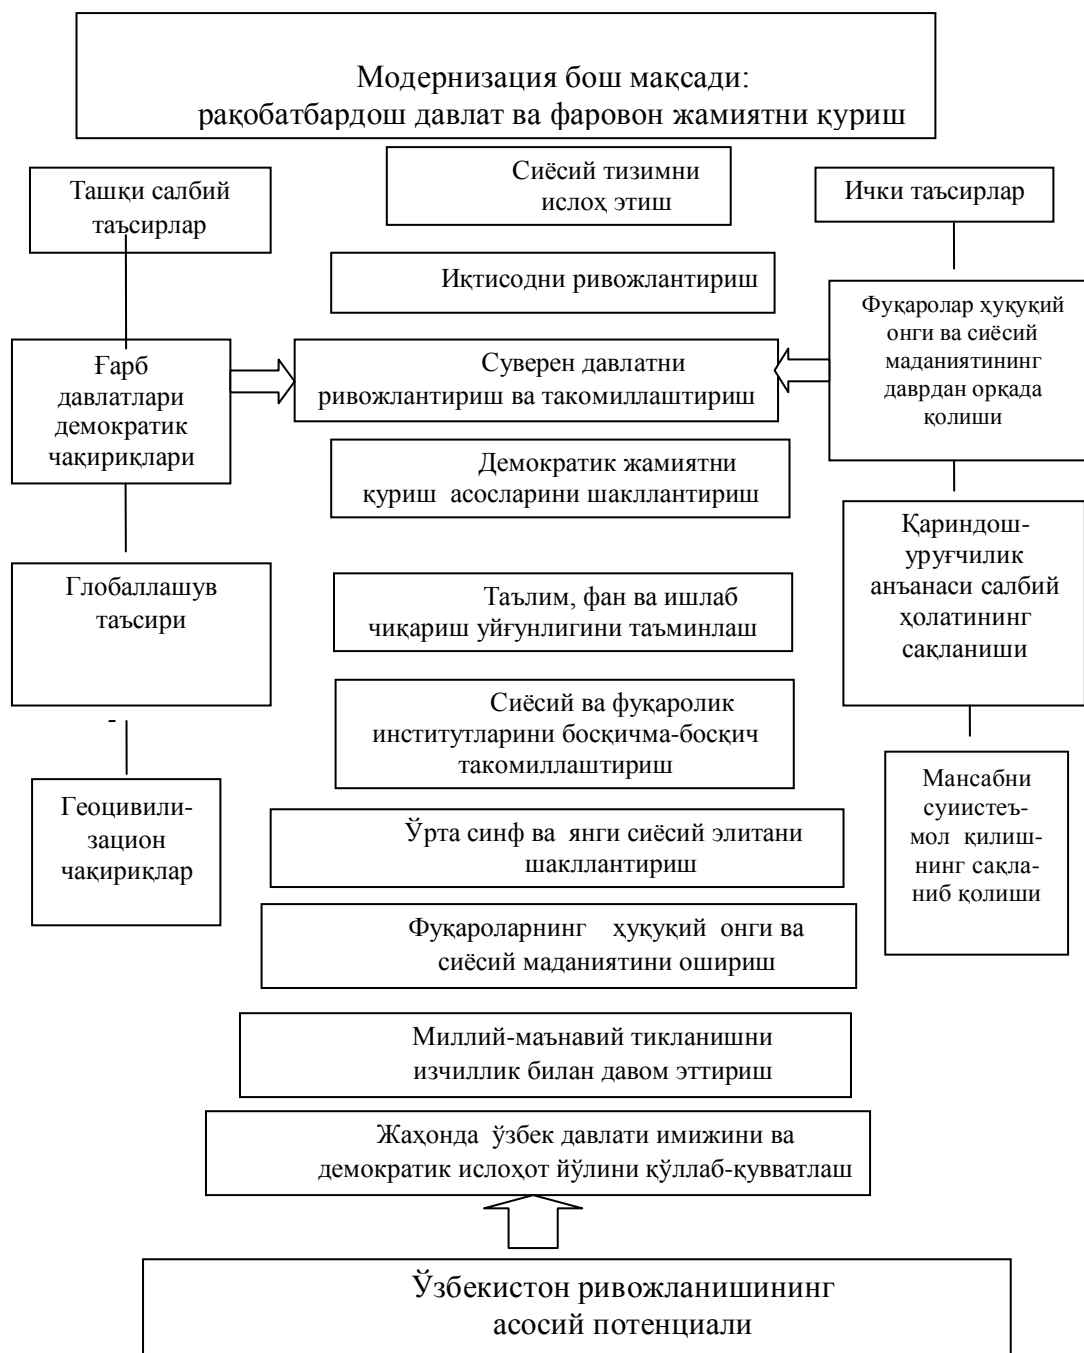 Модернизация бош мақсади:
рақобатбардош давлат ва фаровон жамиятни қуриш
Сиёсий тизимни
ислоҳ этиш
Ташқи салбий
таъсирлар
Ички таъсирлар
Иқтисодни ривожлантириш
Фуқаролар ҳуқуқий
онги ва сиёсий
маданиятининг
даврдан орқада
қолиши
Ғарб
давлатлари
демократик
чақириқлари
Суверен давлатни
ривожлантириш ва такомиллаштириш
Демократик жамиятни
қуриш асосларини шакллантириш
Қариндош-
уруғчилик
анъанаси салбий
ҳолатининг
сақланиши
Глобаллашув
таъсири
Таълим, фан ва ишлаб
чиқариш уйғунлигини таъминлаш
Сиёсий ва фуқаролик
институтларини босқичма-босқич
такомиллаштириш
-
Мансабни
суиистеъ-
мол қилиш-
нинг сақла-
ниб қолиши
Геоцивили-
зацион
чақириқлар
Ўрта синф ва янги сиёсий элитани
шакллантириш
Фуқароларнинг ҳуқуқий онги ва
сиёсий маданиятини ошириш
Миллий-маънавий тикланишни
изчиллик билан давом эттириш
Жаҳонда ўзбек давлати имижини ва
демократик ислоҳот йўлини қўллаб-қувватлаш
Ўзбекистон ривожланишининг
асосий потенциали